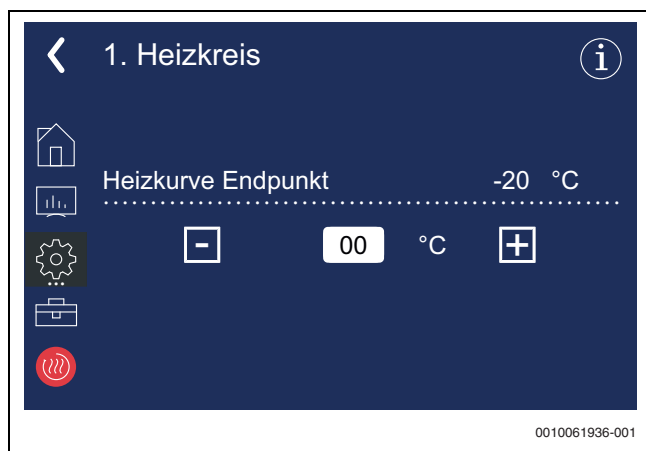 1. Heizkreis
i
Heizkurve Endpunkt -20 °C
- 00 °C +
0010061936-001